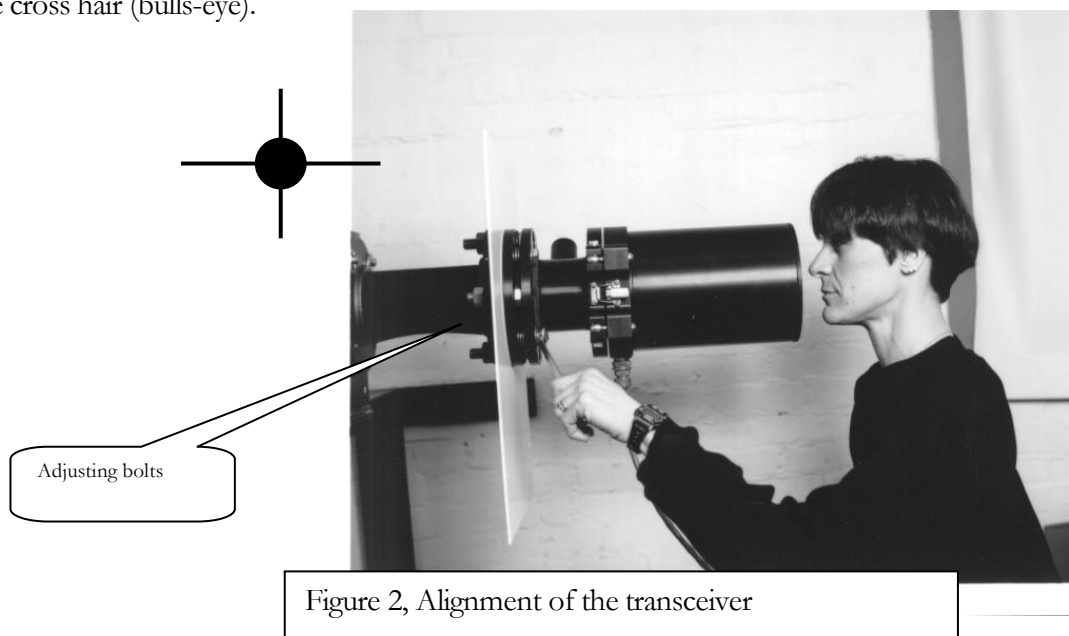 e cross hair (bulls-eye).
Adjusting bolts
Figure 2, Alignment of the transceiver